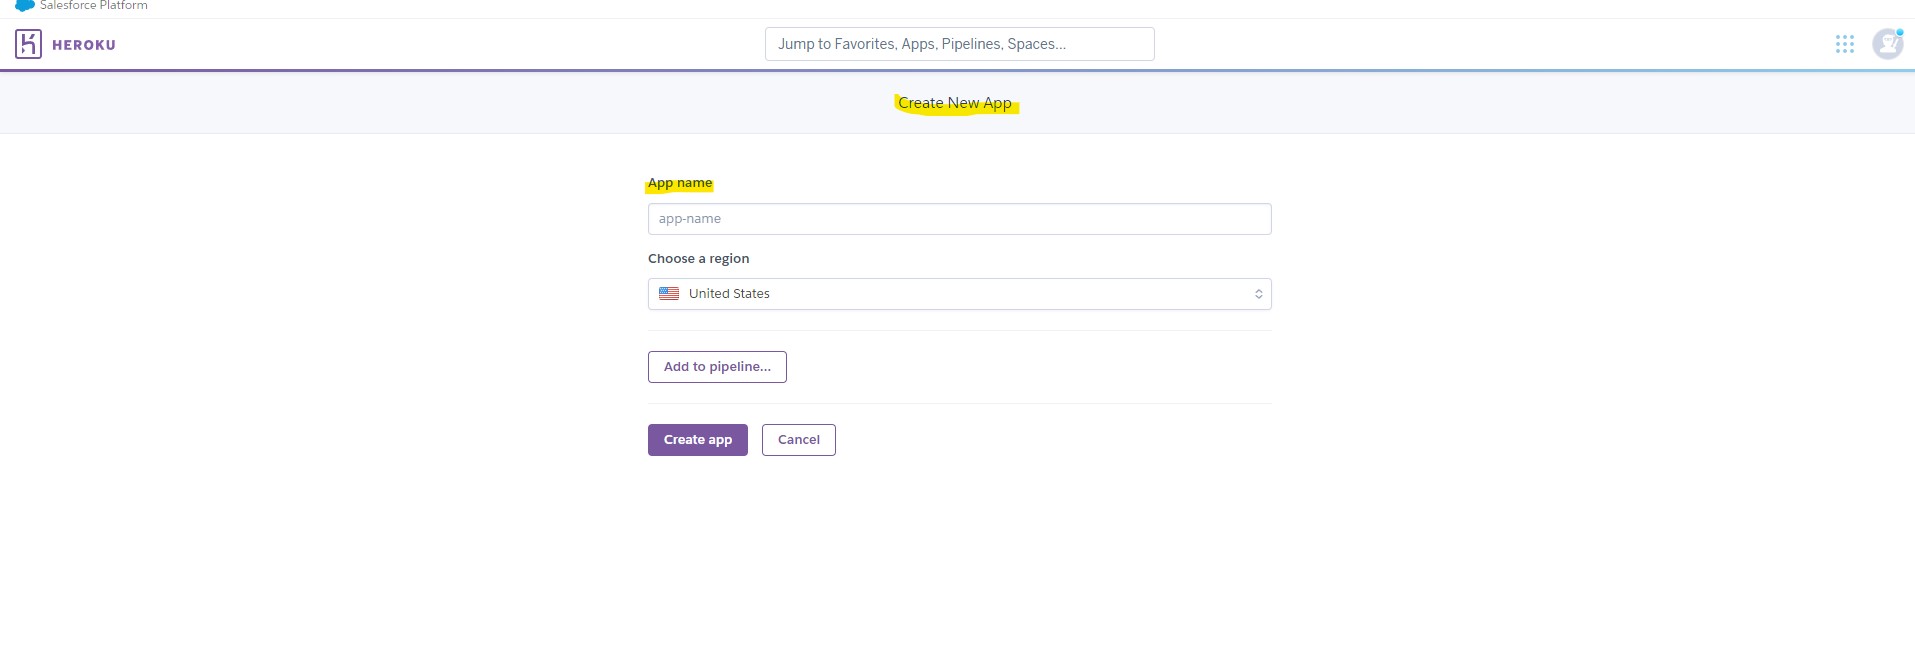 Salesforce Platform
HEROKU
Jump to Favorites, Apps, Pipelines, Spaces...
Create New App
App name
app-name
Choose a region
United States
Add to pipeline...
Create app
Cancel